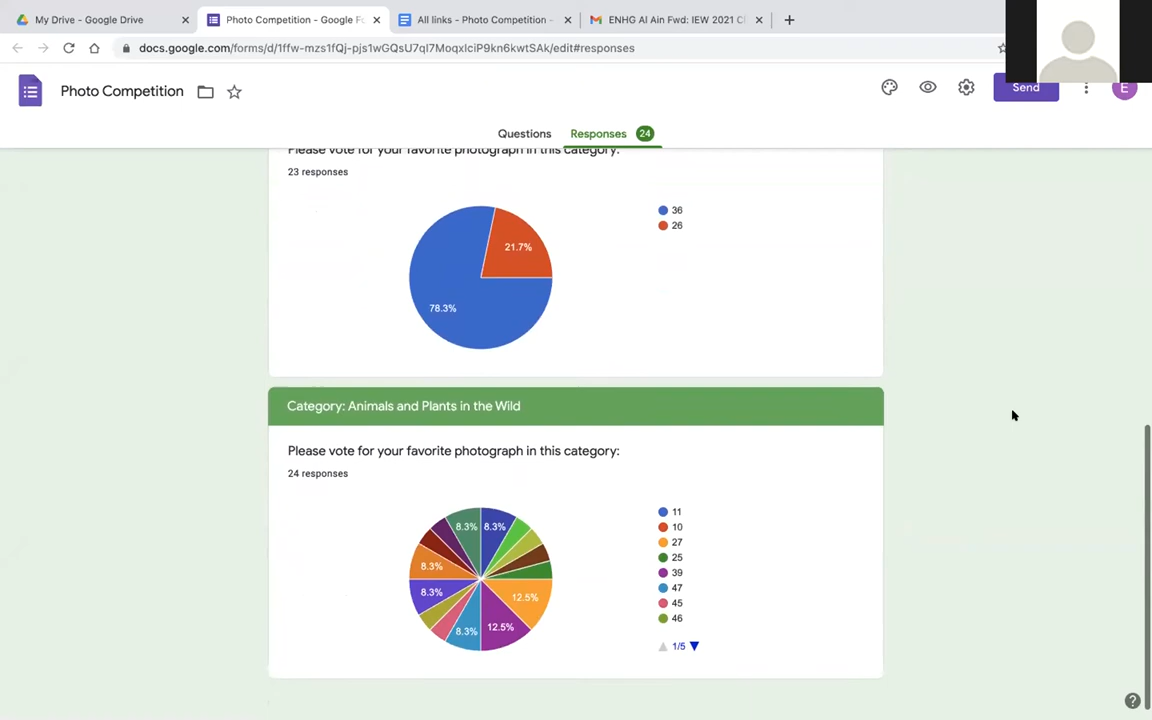 My Drive - Google Drive
Photo Competition - Google F
All links - Photo Competition -
ENHG Al Ain Fwd: IEW 2021 C
docs.google.com/forms/d/1ffw-mzs1fQj-pjs1wGQsU7qI7MoqxIciP9kn6kwtSAk/edit#responses
Photo Competition
Send
E
Questions
Responses 24
Please vote for your favorite photograph in this category:
23 responses
36
26
21.7%
78.3%
Category: Animals and Plants in the Wild
Please vote for your favorite photograph in this category:
24 responses
11
10
27
25
39
47
45
46
1/5
8.3% 8.3%
8.3%
12.5%
8.3%
12.5%
8.3%